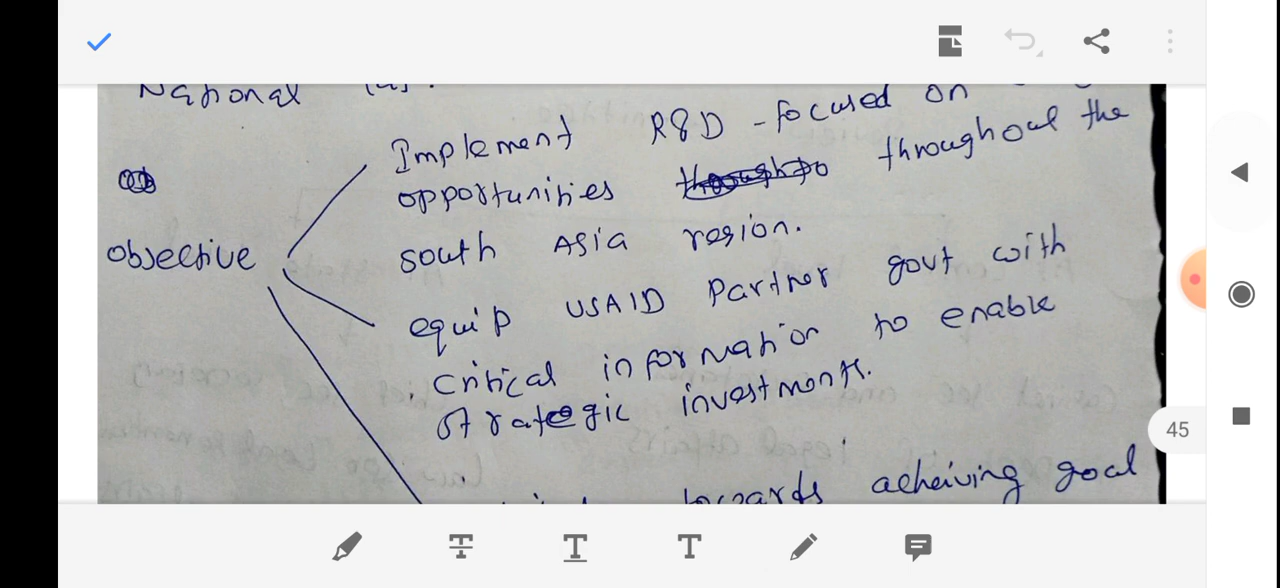 National
Implement R&D - focused on
opportunities throughout the
south Asia region.
Objective
equip USAID Partner govt with
critical information to enable
strategic investments.
towards acheiving goal
45
T T T